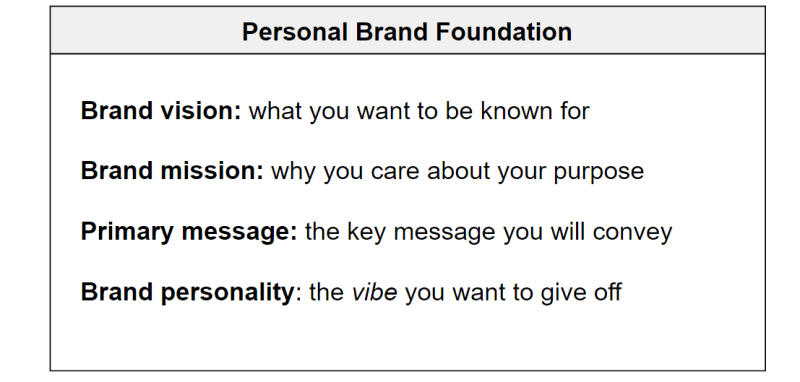 Personal Brand Foundation
Brand vision: what you want to be known for
Brand mission: why you care about your purpose
Primary message: the key message you will convey
Brand personality: the vibe you want to give off